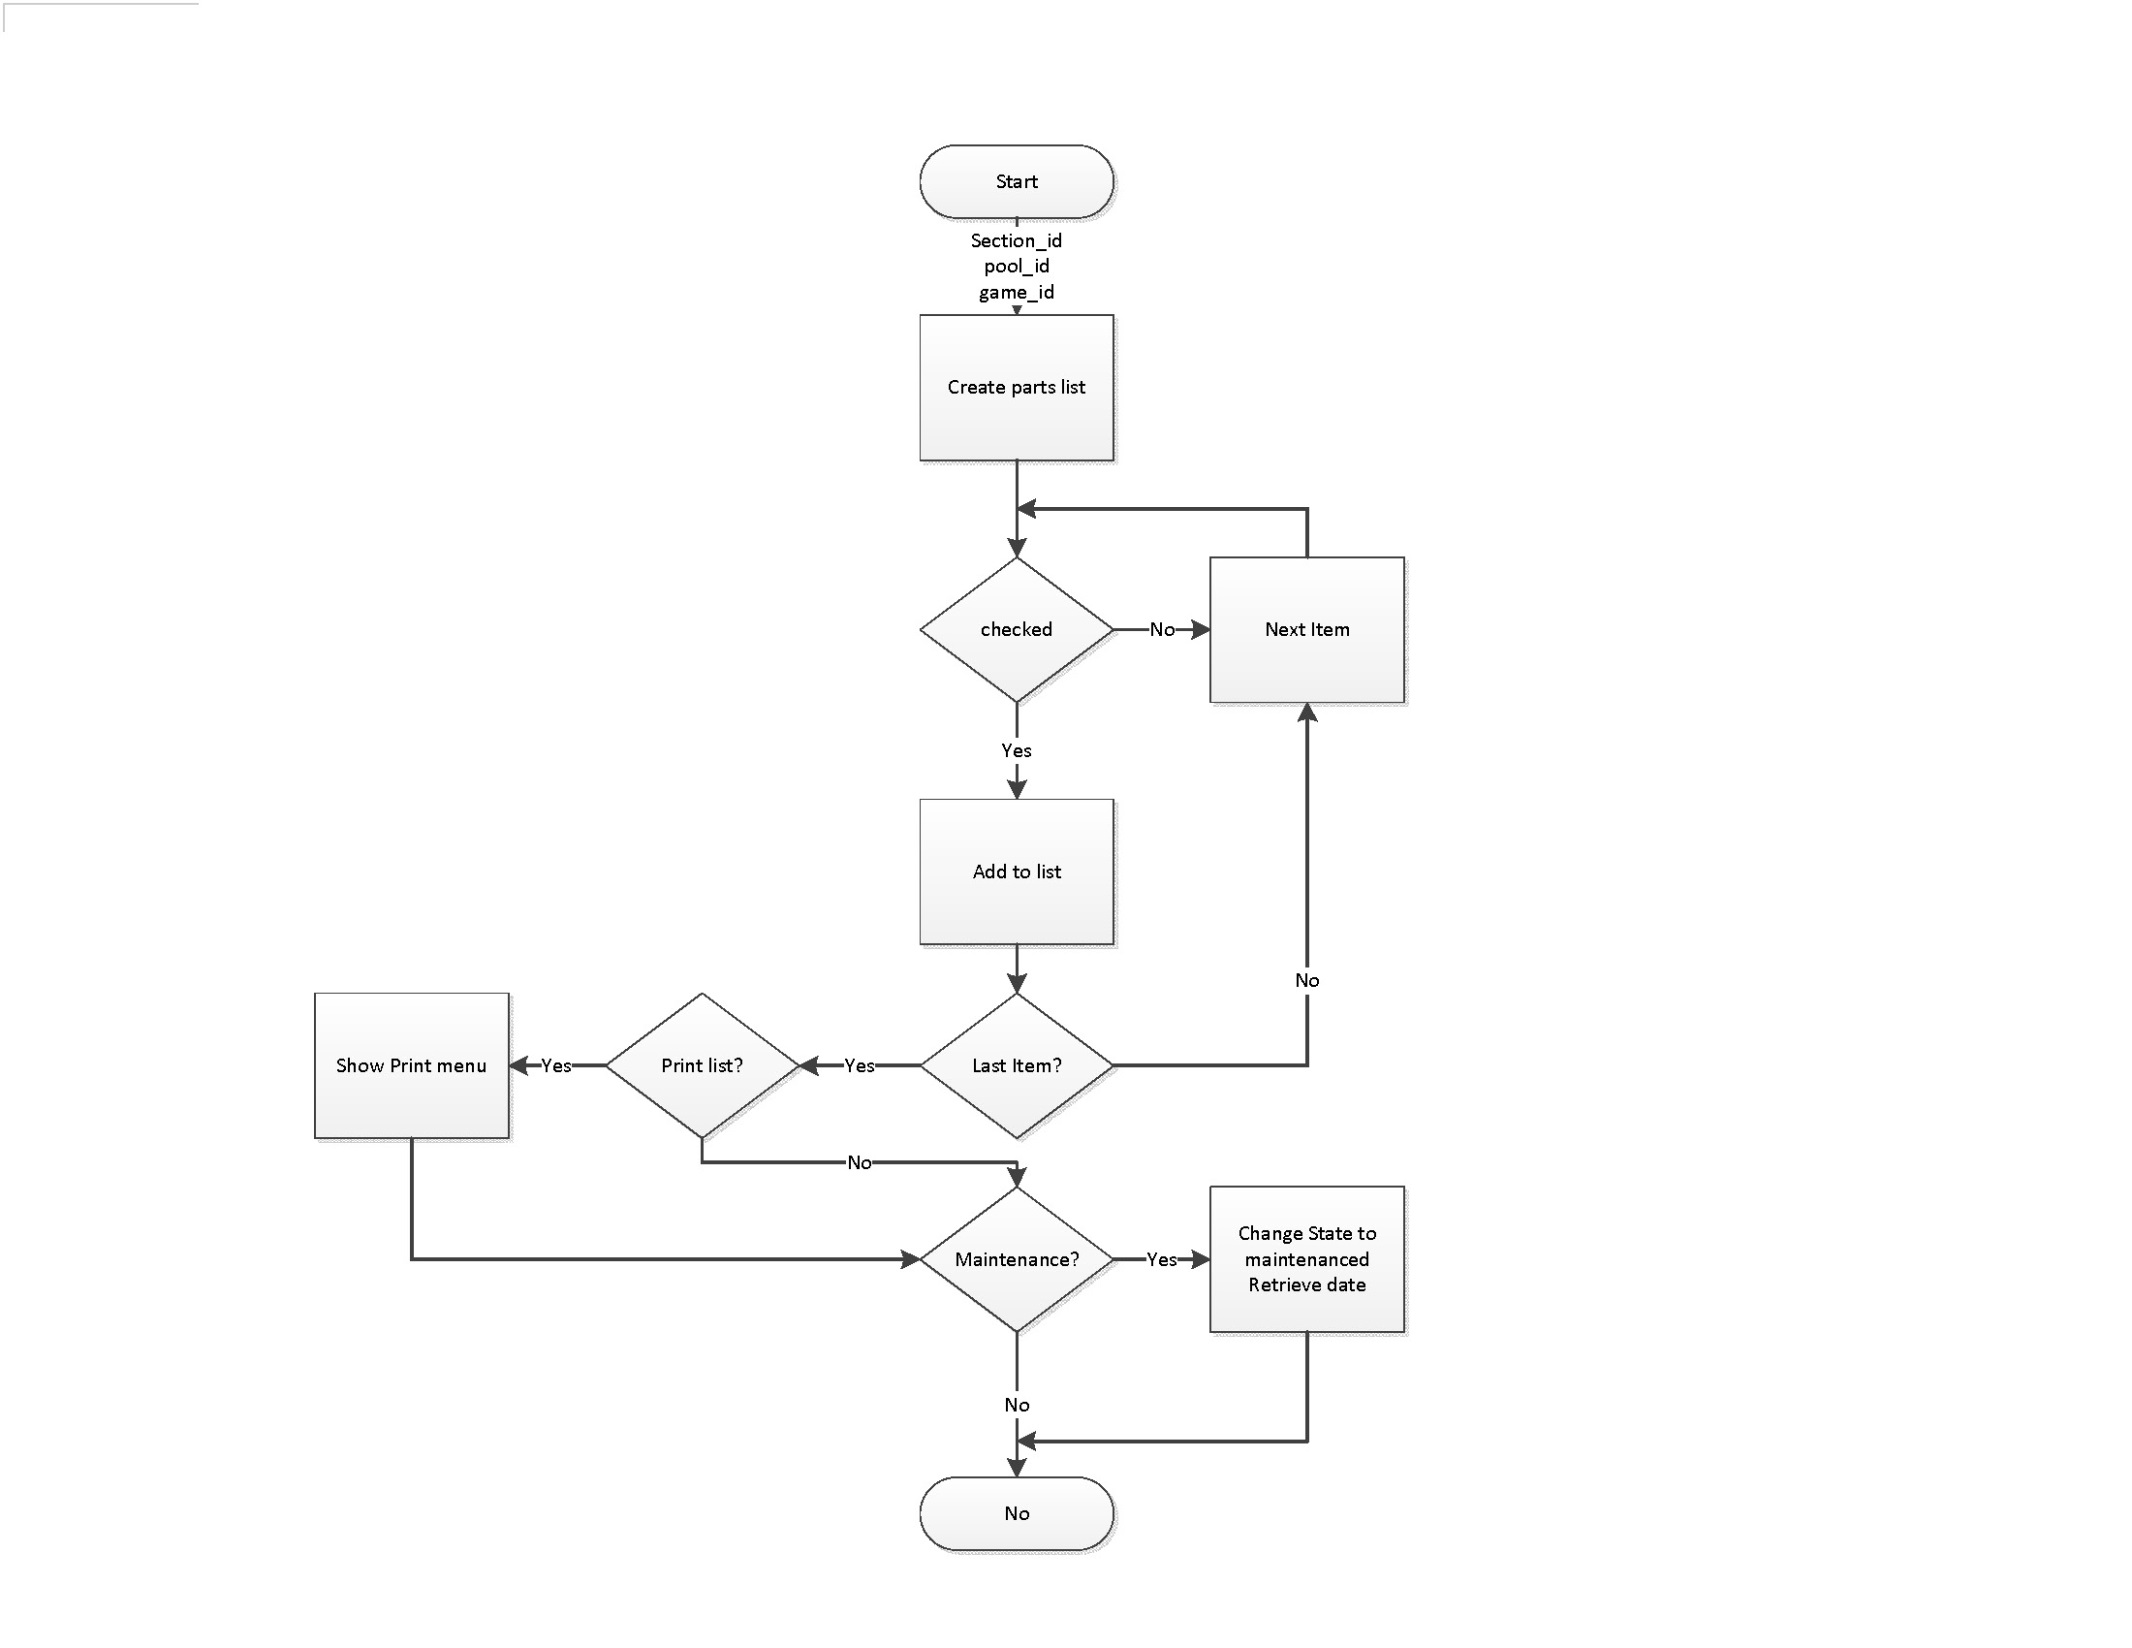 Start
Section_id
pool_id
game_id
Create parts list
checked
No
Next Item
Yes
Add to list
No
Show Print menu
Yes
Print list?
Yes
Last Item?
No
Maintenance?
Yes
Change State to
maintenanced
Retrieve date
No
No